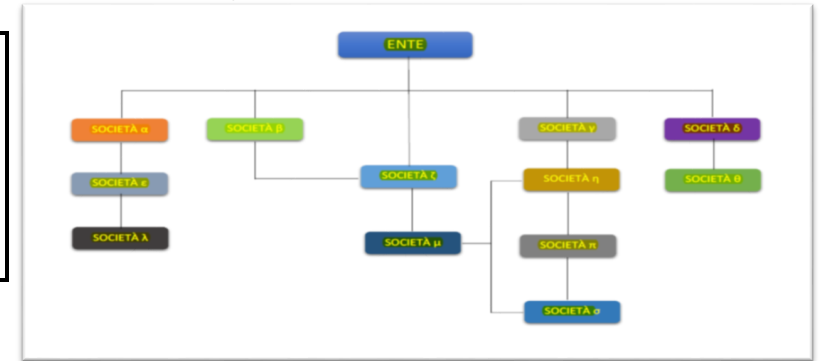 ENTE
SOCIETÀ α
SOCIETÀ β
SOCIETÀ γ
SOCIETÀ δ
SOCIETÀ ε
SOCIETÀ ζ
SOCIETÀ η
SOCIETÀ θ
SOCIETÀ λ
SOCIETÀ μ
SOCIETÀ π
SOCIETÀ σ